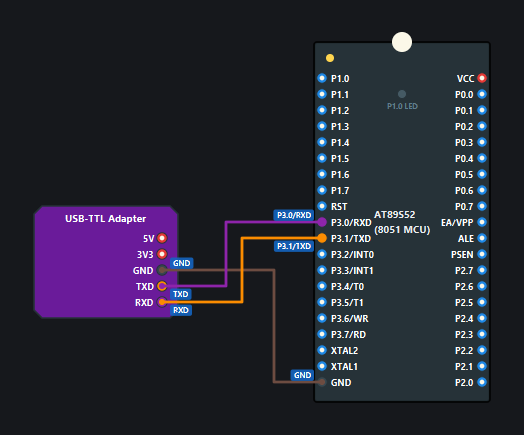 P1.0
P1.1
P1.2
P1.3
P1.4
P1.5
P1.6
P1.7
RST
P3.0/RXD
P3.1/TXD
P3.2/INT0
P3.3/INT1
P3.4/T0
P3.5/T1
P3.6/WR
P3.7/RD
XTAL2
XTAL1
GND
P1.0 LED
AT89S52
(8051 MCU)
VCC
P0.0
P0.1
P0.2
P0.3
P0.4
P0.5
P0.6
P0.7
EA/VPP
ALE
PSEN
P2.7
P2.6
P2.5
P2.4
P2.3
P2.2
P2.1
P2.0
USB-TTL Adapter
5V
3V3
GND
TXD
RXD
GND
TXD
RXD
P3.0/RXD
P3.1/TXD
GND